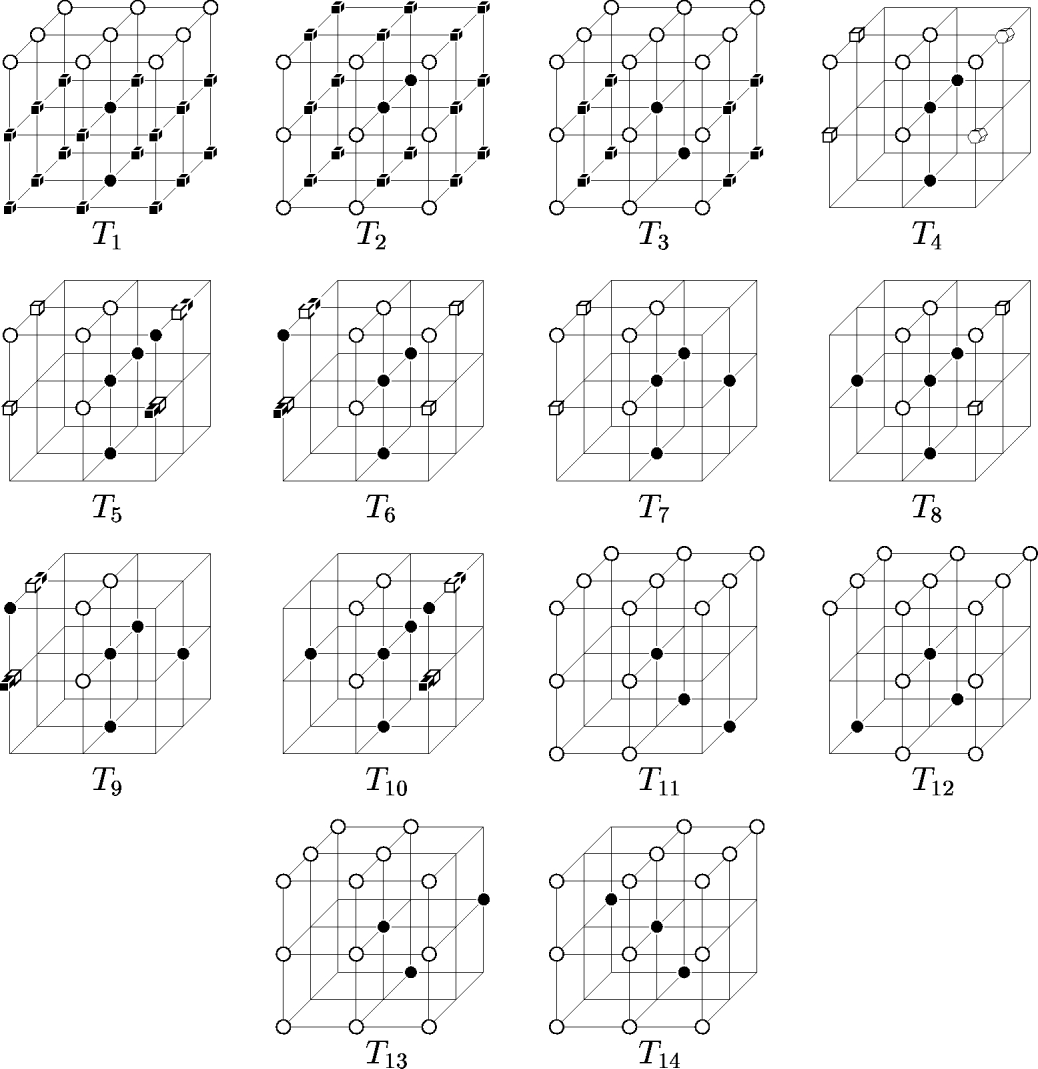 T₁ T₂ T₃ T₄
T₅ T₆ T₇ T₈
T₉ T₁₀ T₁₁ T₁₂
T₁₃ T₁₄